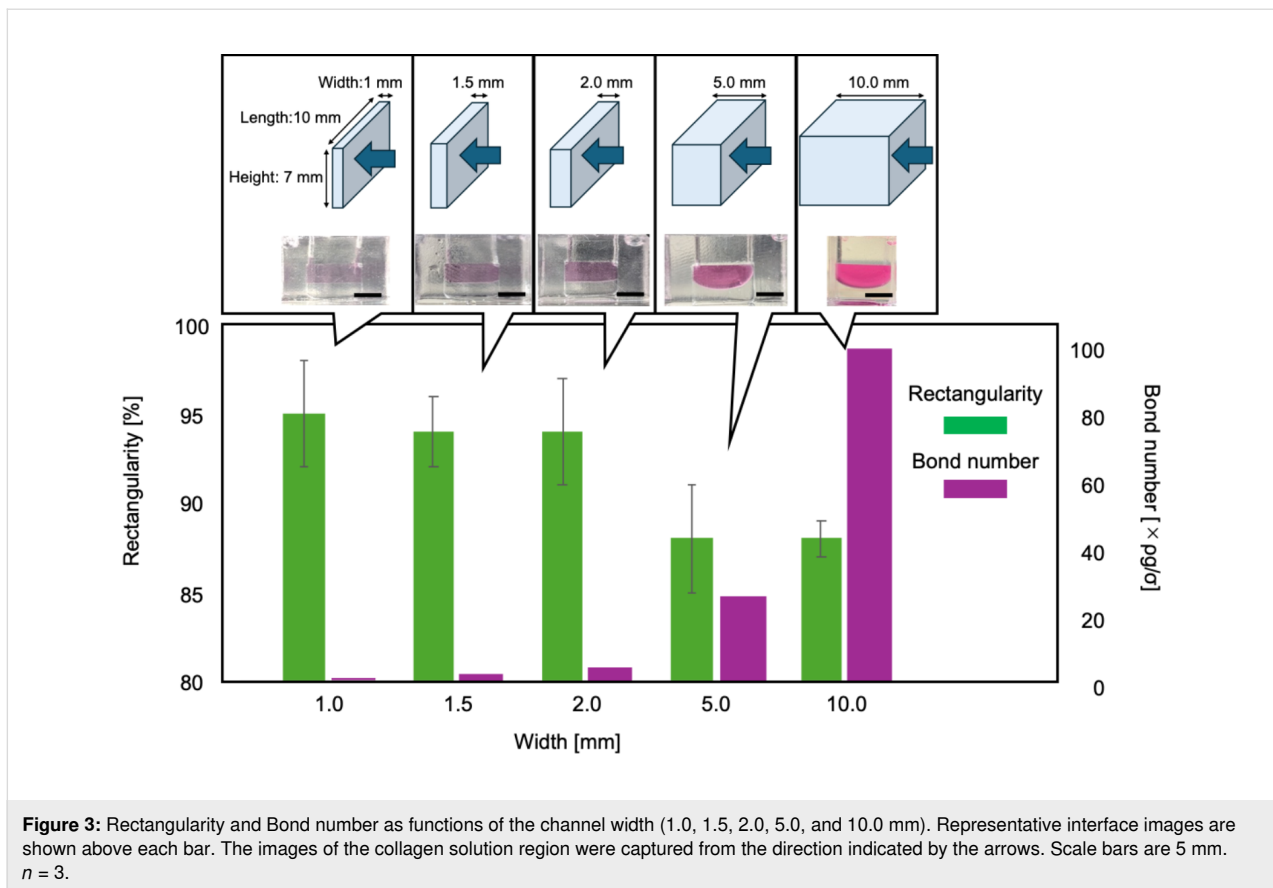 Width:1 mm
1.5 mm
2.0 mm
5.0 mm
10.0 mm
Length:10 mm
Height: 7 mm
100
95
90
85
80
Rectangularity [%]
100
80
60
40
20
0
Bond number [×ρg/σ]
Rectangularity
Bond number
1.0
1.5
2.0
5.0
10.0
Width [mm]
Figure 3: Rectangularity and Bond number as functions of the channel width (1.0, 1.5, 2.0, 5.0, and 10.0 mm). Representative interface images are
shown above each bar. The images of the collagen solution region were captured from the direction indicated by the arrows. Scale bars are 5 mm.
n = 3.